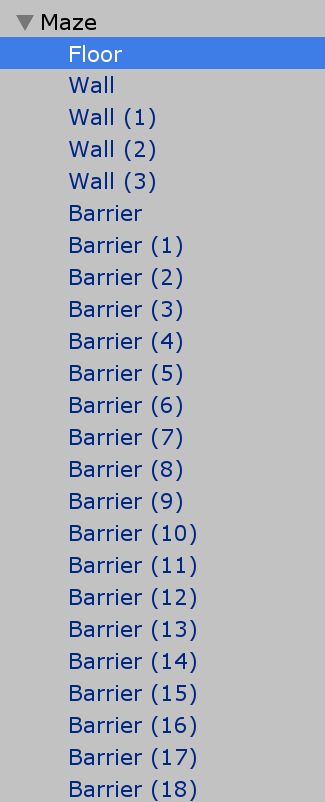 Maze
Floor
Wall
Wall (1)
Wall (2)
Wall (3)
Barrier
Barrier (1)
Barrier (2)
Barrier (3)
Barrier (4)
Barrier (5)
Barrier (6)
Barrier (7)
Barrier (8)
Barrier (9)
Barrier (10)
Barrier (11)
Barrier (12)
Barrier (13)
Barrier (14)
Barrier (15)
Barrier (16)
Barrier (17)
Barrier (18)